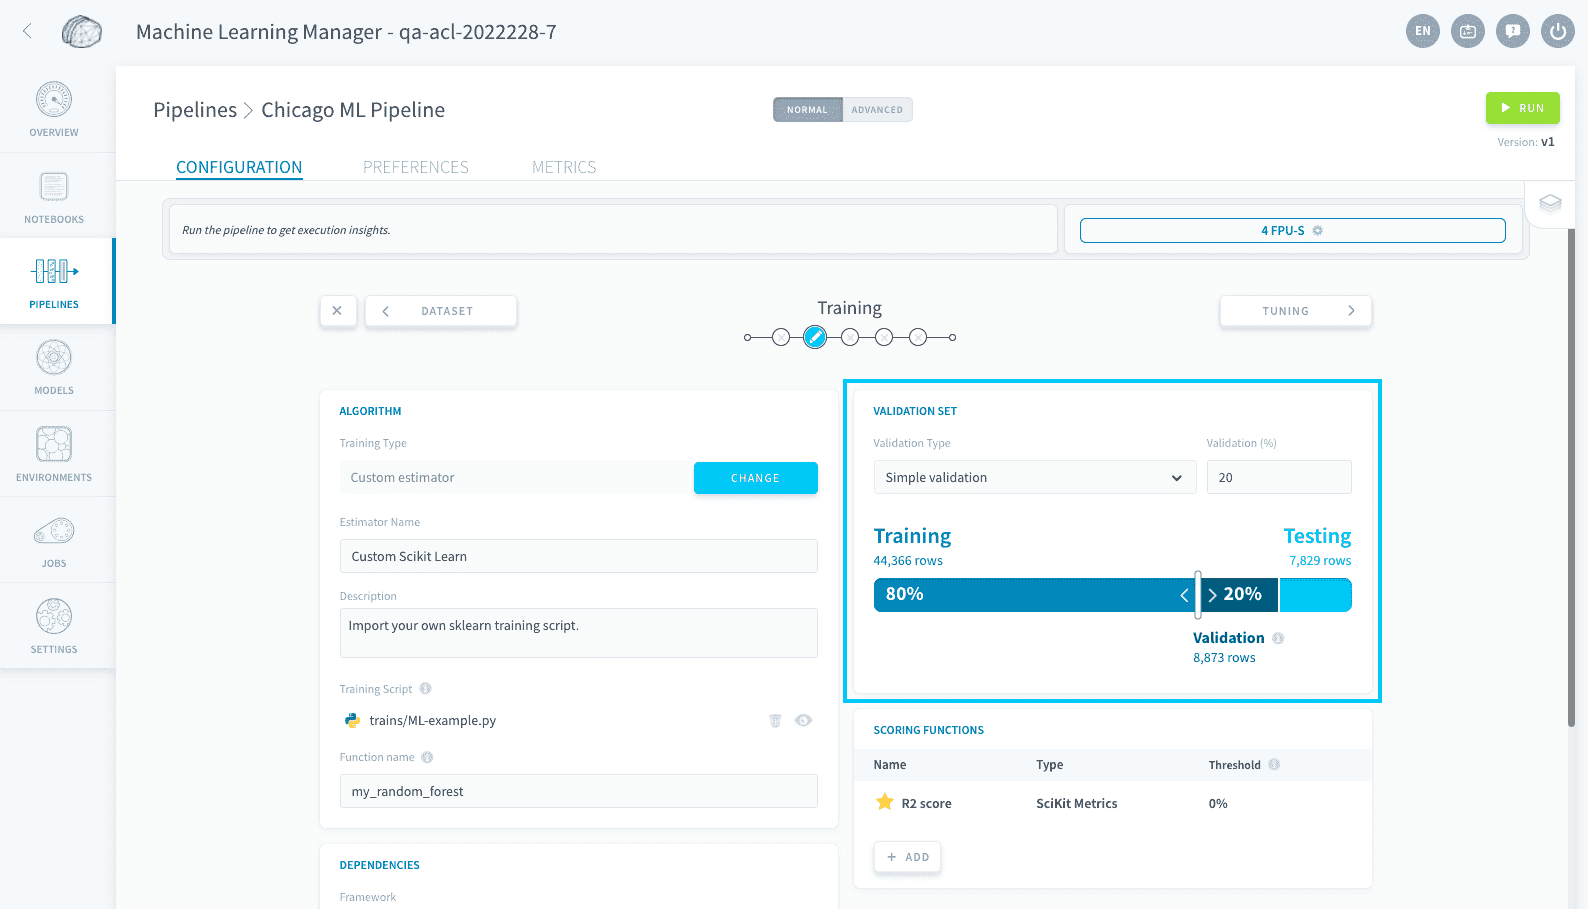 Machine Learning Manager - qa-acl-2022228-7
EN
OVERVIEW
NOTEBOOKS
PIPELINES
MODELS
ENVIRONMENTS
JOBS
SETTINGS
Pipelines > Chicago ML Pipeline
NORMAL ADVANCED
RUN
Version: v1
CONFIGURATION PREFERENCES METRICS
Run the pipeline to get execution insights.
4 FPU-S
DATASET
Training
TUNING
ALGORITHM
Training Type
Custom estimator
CHANGE
Estimator Name
Custom Scikit Learn
Description
Import your own sklearn training script.
Training Script
trains/ML-example.py
Function name
my_random_forest
DEPENDENCIES
Framework
VALIDATION SET
Validation Type Validation (%)
Simple validation 20
Training Testing
44,366 rows 7,829 rows
80% 20%
Validation
8,873 rows
SCORING FUNCTIONS
Name Type Threshold
R2 score SciKit Metrics 0%
+ ADD